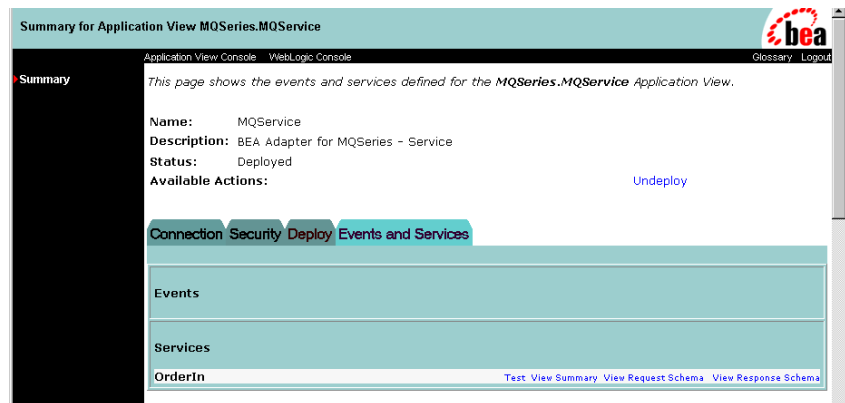 Summary for Application View MQSeries.MQService
bea
Application View Console WebLogic Console Glossary Logout
Summary
This page shows the events and services defined for the MQSeries.MQService Application View.
Name: MQService
Description: BEA Adapter for MQSeries - Service
Status: Deployed
Available Actions: Undeploy
Connection Security Deploy Events and Services
Events
Services
OrderIn Test View Summary View Request Schema View Response Schema